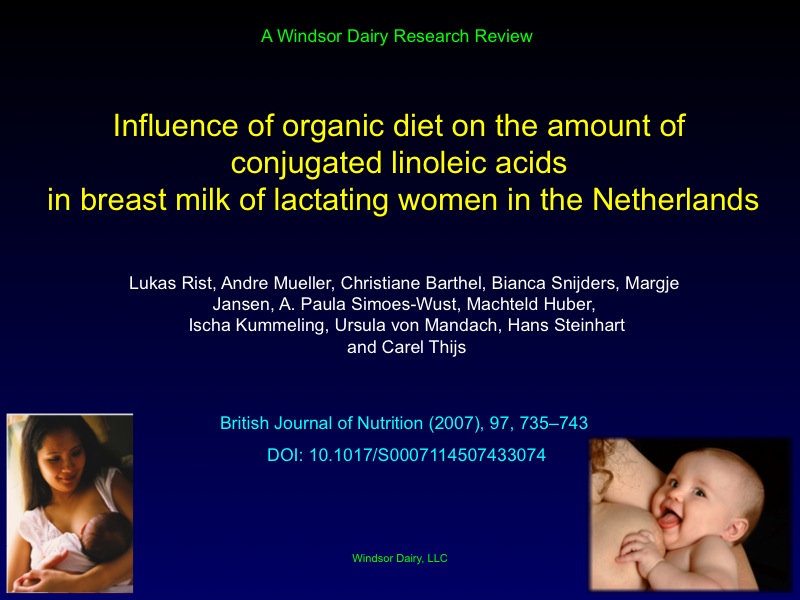 A Windsor Dairy Research Review
Influence of organic diet on the amount of
conjugated linoleic acids
in breast milk of lactating women in the Netherlands
Lukas Rist, Andre Mueller, Christiane Barthel, Bianca Snijders, Margje
Jansen, A. Paula Simoes-Wust, Machteld Huber,
Ischa Kummeling, Ursula von Mandach, Hans Steinhart
and Carel Thijs
British Journal of Nutrition (2007), 97, 735–743
DOI: 10.1017/S0007114507433074
Windsor Dairy, LLC